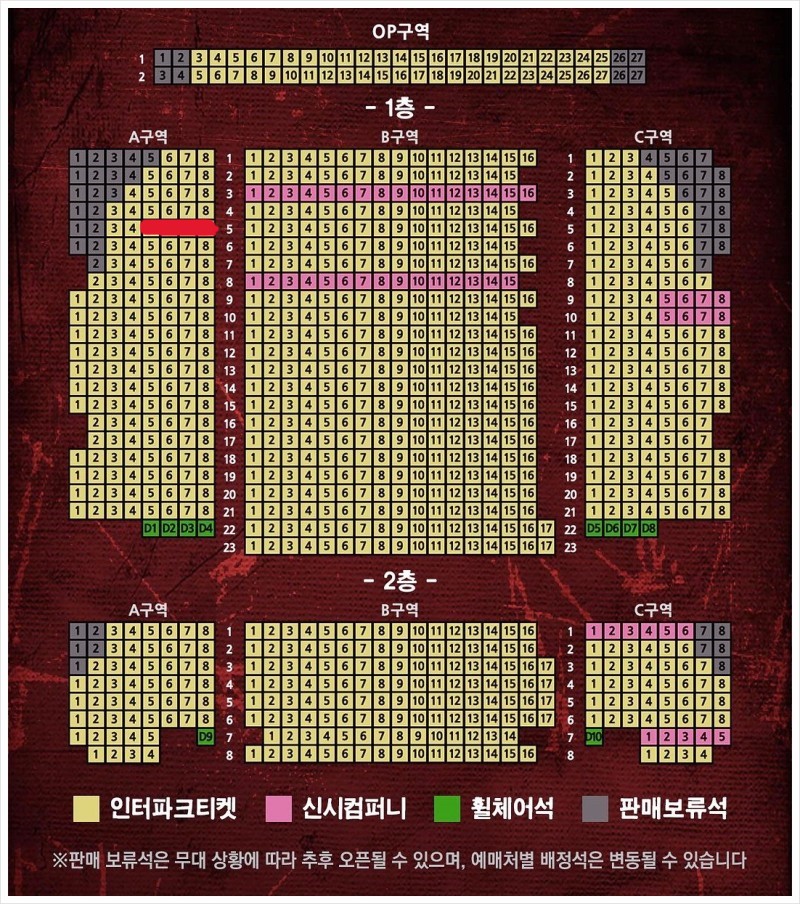 OP구역
1 1 2 3 4 5 6 7 8 9 10 11 12 13 14 15 16 17 18 19 20 21 22 23 24 25 26 27
2 3 4 5 6 7 8 9 10 11 12 13 14 15 16 17 18 19 20 21 22 23 24 25 26 27
- 1층 -
A구역 B구역 C구역
1 2 3 4 5 6 7 8 1 1 2 3 4 5 6 7 8 9 10 11 12 13 14 15 16 1 1 2 3 4 5 6 7
1 2 3 4 5 6 7 8 2 1 2 3 4 5 6 7 8 9 10 11 12 13 14 15 2 1 2 3 4 5 6 7 8
1 2 3 4 5 6 7 8 3 1 2 3 4 5 6 7 8 9 10 11 12 13 14 15 16 3 1 2 3 4 5 6 7 8
1 2 3 4 5 6 7 8 4 1 2 3 4 5 6 7 8 9 10 11 12 13 14 15 4 1 2 3 4 5 6 7 8
1 2 3 4 5 1 2 3 4 5 6 7 8 9 10 11 12 13 14 15 16 5 1 2 3 4 5 6 7 8
1 2 3 4 5 6 7 8 6 1 2 3 4 5 6 7 8 9 10 11 12 13 14 15 6 1 2 3 4 5 6 7 8
2 3 4 5 6 7 8 7 1 2 3 4 5 6 7 8 9 10 11 12 13 14 15 16 7 1 2 3 4 5 6 7
2 3 4 5 6 7 8 8 1 2 3 4 5 6 7 8 9 10 11 12 13 14 15 8 1 2 3 4 5 6 7
1 2 3 4 5 6 7 8 9 1 2 3 4 5 6 7 8 9 10 11 12 13 14 15 16 9 1 2 3 4 5 6 7 8
1 2 3 4 5 6 7 8 10 1 2 3 4 5 6 7 8 9 10 11 12 13 14 15 10 1 2 3 4 5 6 7 8
1 2 3 4 5 6 7 8 11 1 2 3 4 5 6 7 8 9 10 11 12 13 14 15 16 11 1 2 3 4 5 6 7 8
1 2 3 4 5 6 7 8 12 1 2 3 4 5 6 7 8 9 10 11 12 13 14 15 16 12 1 2 3 4 5 6 7 8
1 2 3 4 5 6 7 8 13 1 2 3 4 5 6 7 8 9 10 11 12 13 14 15 16 13 1 2 3 4 5 6 7 8
1 2 3 4 5 6 7 8 14 1 2 3 4 5 6 7 8 9 10 11 12 13 14 15 16 14 1 2 3 4 5 6 7 8
1 2 3 4 5 6 7 8 15 1 2 3 4 5 6 7 8 9 10 11 12 13 14 15 16 15 1 2 3 4 5 6 7 8
2 3 4 5 6 7 8 16 1 2 3 4 5 6 7 8 9 10 11 12 13 14 15 16 16 1 2 3 4 5 6 7
2 3 4 5 6 7 8 17 1 2 3 4 5 6 7 8 9 10 11 12 13 14 15 16 17 1 2 3 4 5 6 7
1 2 3 4 5 6 7 8 18 1 2 3 4 5 6 7 8 9 10 11 12 13 14 15 16 18 1 2 3 4 5 6 7 8
1 2 3 4 5 6 7 8 19 1 2 3 4 5 6 7 8 9 10 11 12 13 14 15 16 19 1 2 3 4 5 6 7 8
1 2 3 4 5 6 7 8 20 1 2 3 4 5 6 7 8 9 10 11 12 13 14 15 16 20 1 2 3 4 5 6 7 8
1 2 3 4 5 6 7 8 21 1 2 3 4 5 6 7 8 9 10 11 12 13 14 15 16 21 1 2 3 4 5 6 7 8
D1 D2 D3 D4 22 1 2 3 4 5 6 7 8 9 10 11 12 13 14 15 16 17 22 D5 D6 D7 D8
23 1 2 3 4 5 6 7 8 9 10 11 12 13 14 15 16 17 23
- 2층 -
A구역 B구역 C구역
1 2 3 4 5 6 7 8 1 1 2 3 4 5 6 7 8 9 10 11 12 13 14 15 16 1 1 2 3 4 5 6 7 8
1 2 3 4 5 6 7 8 2 1 2 3 4 5 6 7 8 9 10 11 12 13 14 15 16 2 1 2 3 4 5 6 7 8
1 2 3 4 5 6 7 8 3 1 2 3 4 5 6 7 8 9 10 11 12 13 14 15 16 17 3 1 2 3 4 5 6 7 8
1 2 3 4 5 6 7 8 4 1 2 3 4 5 6 7 8 9 10 11 12 13 14 15 16 17 4 1 2 3 4 5 6 7 8
1 2 3 4 5 6 7 8 5 1 2 3 4 5 6 7 8 9 10 11 12 13 14 15 16 17 5 1 2 3 4 5 6 7 8
1 2 3 4 5 6 7 8 6 1 2 3 4 5 6 7 8 9 10 11 12 13 14 15 16 17 6 1 2 3 4 5 6 7 8
1 2 3 4 5 D9 7 1 2 3 4 5 6 7 8 9 10 11 12 13 14 7 D10 1 2 3 4 5
1 2 3 4 8 1 2 3 4 5 6 7 8 9 10 11 12 13 14 15 16 8 1 2 3 4
인터파크티켓 신시컴퍼니 휠체어석 판매보류석
※판매 보류석은 무대 상황에 따라 추후 오픈될 수 있으며, 예매처별 배정석은 변동될 수 있습니다